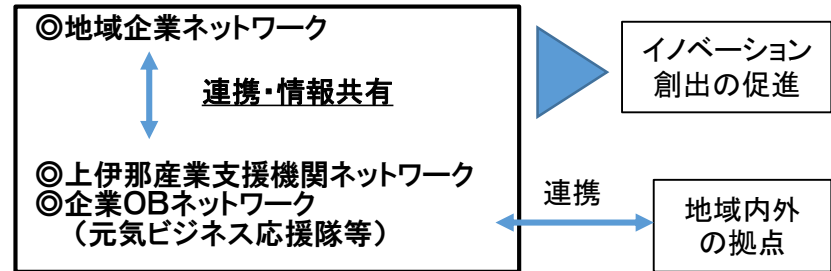 ◎地域企業ネットワーク
連携・情報共有
◎上伊那産業支援機関ネットワーク
◎企業OBネットワーク
（元気ビジネス応援隊等）
イノベーション
創出の促進
連携
地域内外
の拠点